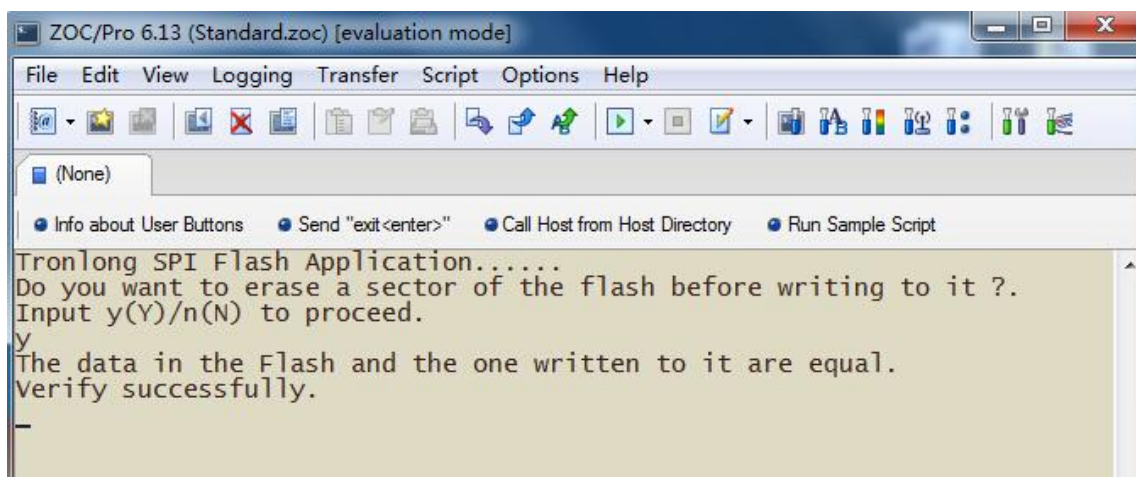 ZOC/Pro 6.13 (Standard.zoc) [evaluation mode]
File Edit View Logging Transfer Script Options Help
(None)
Info about User Buttons Send "exit<enter>" Call Host from Host Directory Run Sample Script
Tronlong SPI Flash Application......
Do you want to erase a sector of the flash before writing to it ?.
Input y(Y)/n(N) to proceed.
y
The data in the Flash and the one written to it are equal.
Verify successfully.